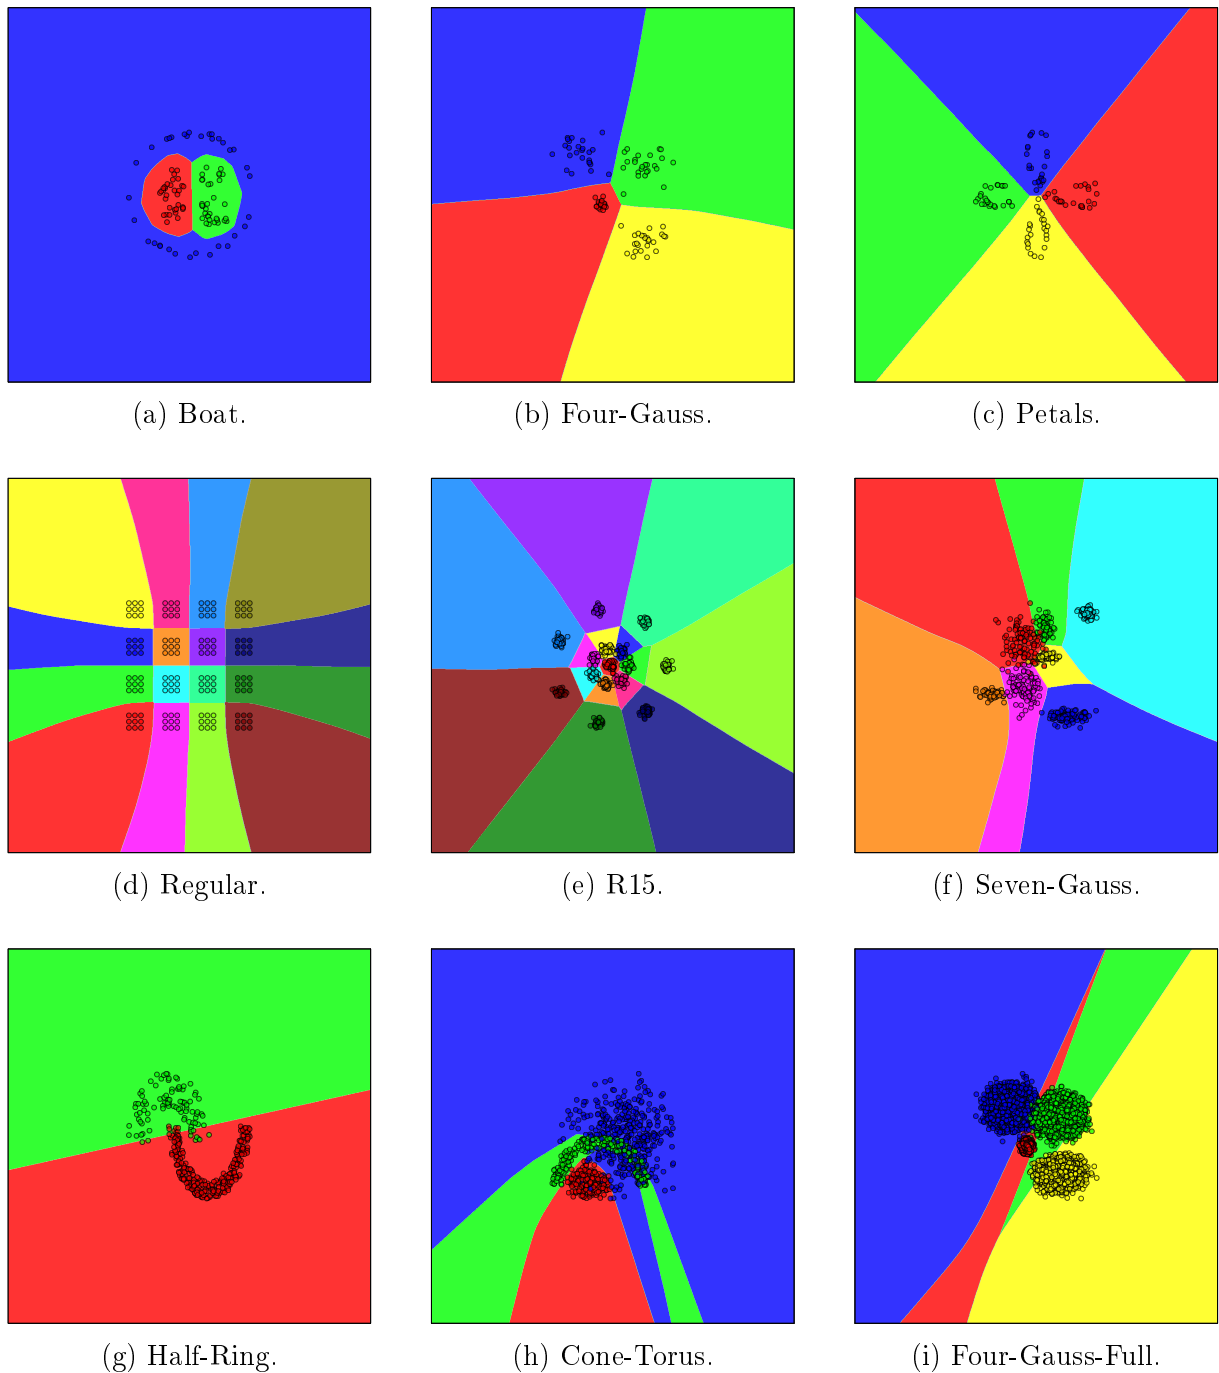 (a) Boat.
(b) Four-Gauss.
(c) Petals.
(d) Regular.
(e) R15.
(f) Seven-Gauss.
(g) Half-Ring.
(h) Cone-Torus.
(i) Four-Gauss-Full.